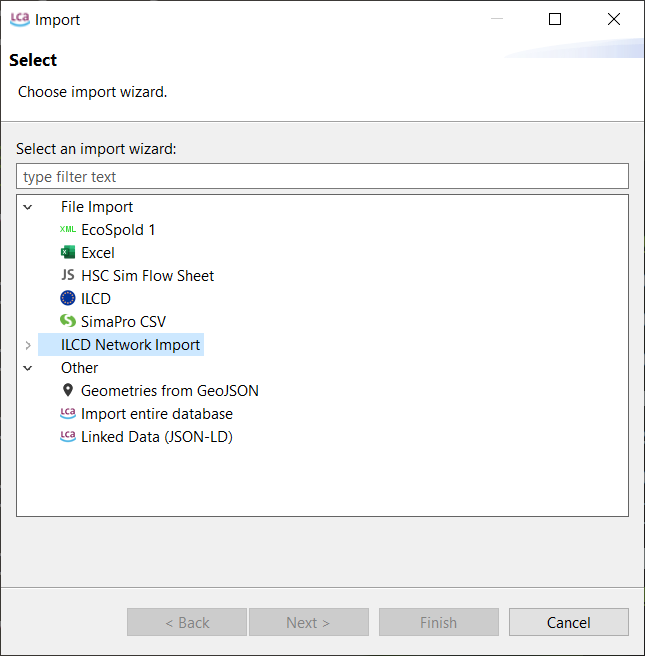 LCA Import
Select
Choose import wizard.
Select an import wizard:
type filter text
File Import
XML EcoSpold 1
Excel
JS HSC Sim Flow Sheet
ILCD
SimaPro CSV
ILCD Network Import
Other
Geometries from GeoJSON
LCA Import entire database
LCA Linked Data (JSON-LD)
< Back Next > Finish Cancel